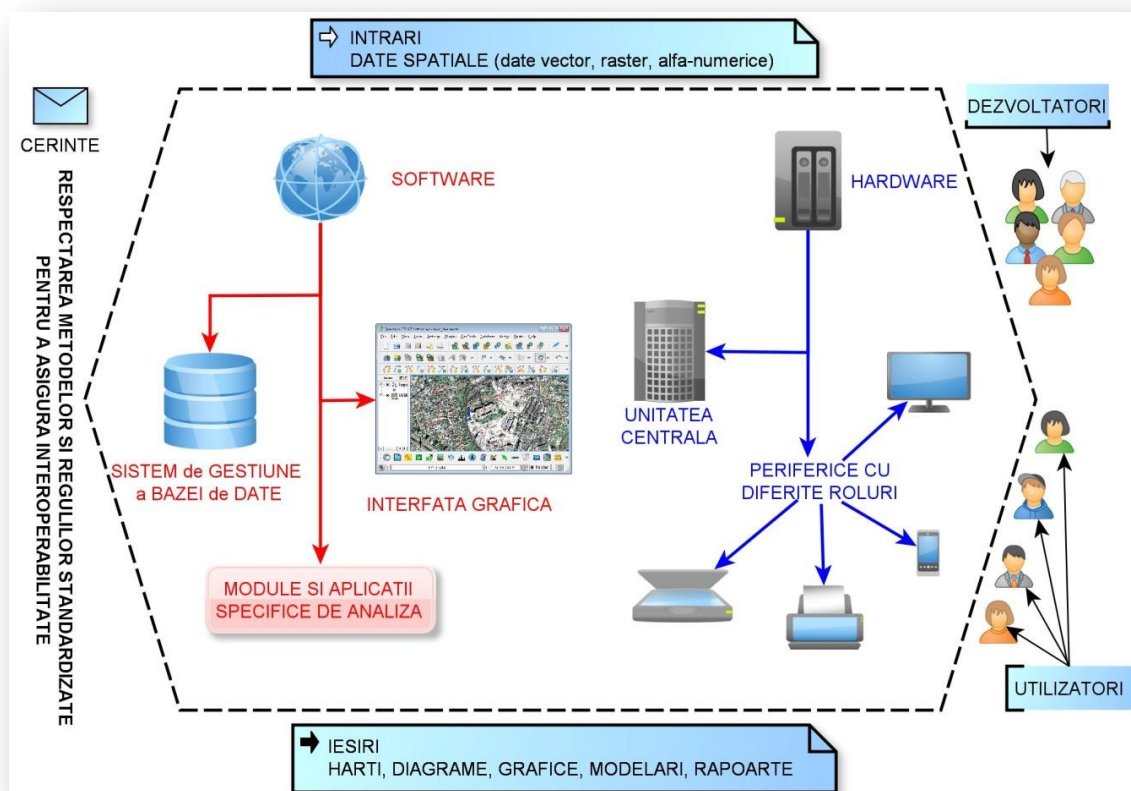 INTRARI
DATE SPATIALE (date vector, raster, alfa-numerice)
CERINTE
RESPECTAREA METODELOR SI REGULILOR STANDARDIZATE
PENTRU A ASIGURA INTEROPERABILITATE
SOFTWARE
SISTEM de GESTIUNE
a BAZEI de DATE
INTERFATA GRAFICA
MODULE SI APLICATII
SPECIFICE DE ANALIZA
HARDWARE
UNITATEA
CENTRALA
PERIFERICE CU
DIFERITE ROLURI
DEZVOLTATORI
UTILIZATORI
IESIRI
HARTI, DIAGRAME, GRAFICE, MODELARI, RAPOARTE